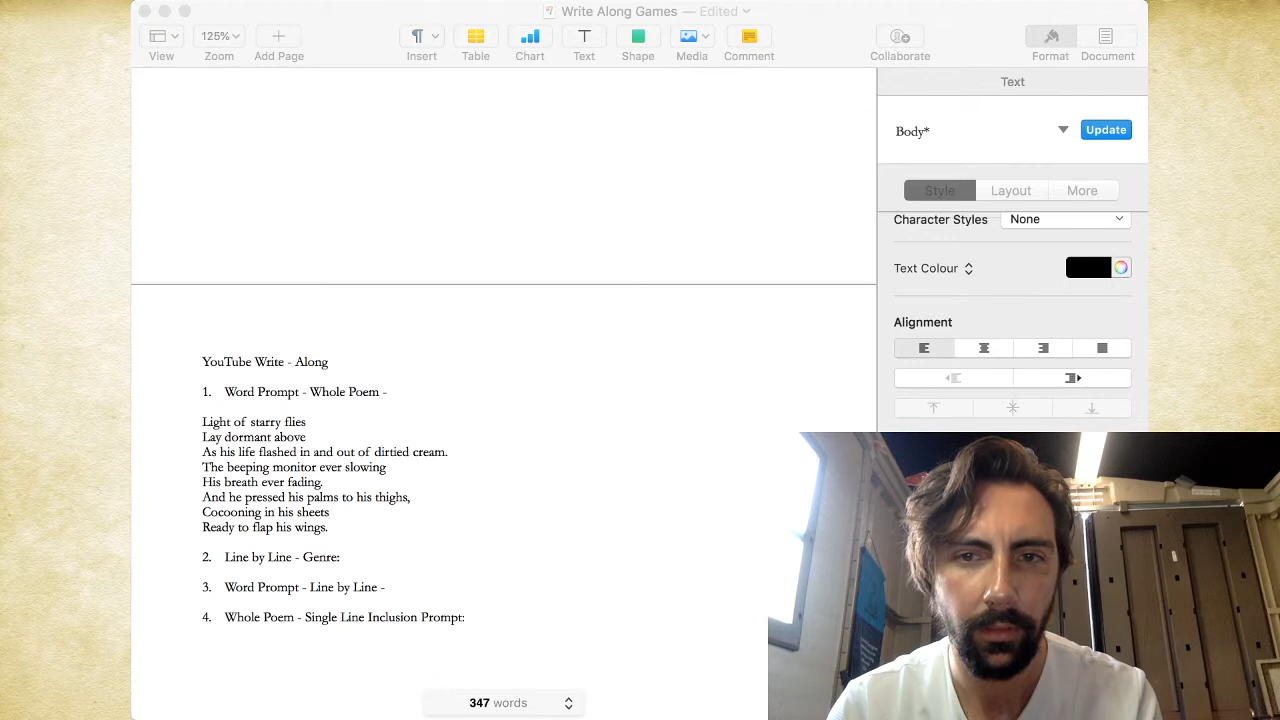 Write Along Games — Edited
125%
View Zoom Add Page Insert Table Chart Text Shape Media Comment Collaborate Format Document
Text
Body*
Update
Style Layout More
Character Styles None
Text Colour
Alignment
YouTube Write - Along
1. Word Prompt - Whole Poem -
Light of starry flies
Lay dormant above
As his life flashed in and out of dirtied cream.
The beeping monitor ever slowing
His breath ever fading.
And he pressed his palms to his thighs,
Cocooning in his sheets
Ready to flap his wings.
2. Line by Line - Genre:
3. Word Prompt - Line by Line -
4. Whole Poem - Single Line Inclusion Prompt:
347 words